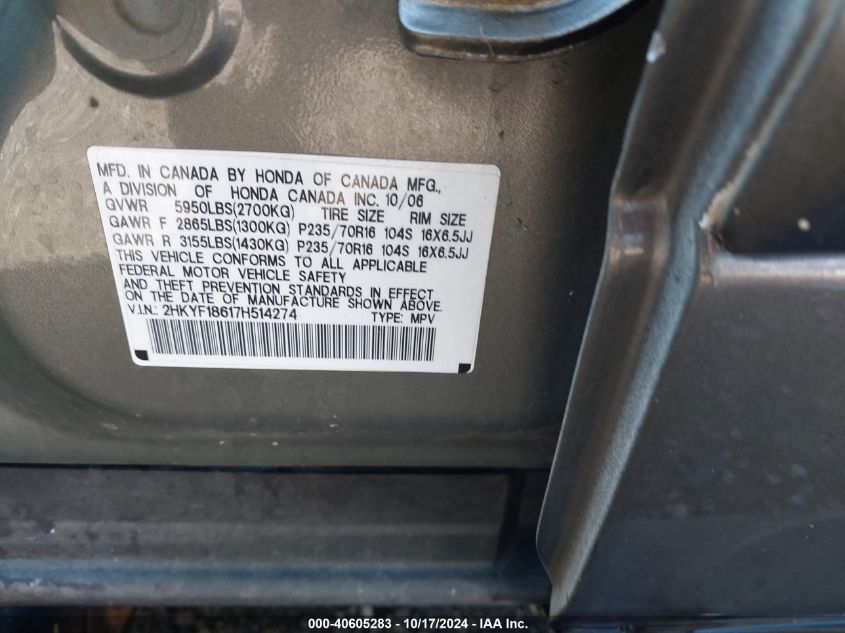 MFD. IN CANADA BY HONDA OF CANADA MFG.,
A DIVISION OF HONDA CANADA INC. 10/06
GVWR 5950LBS(2700KG) TIRE SIZE RIM SIZE
GAWR F 2865LBS(1300KG) P235/70R16 104S 16X6.5JJ
GAWR R 3155LBS(1430KG) P235/70R16 104S 16X6.5JJ
THIS VEHICLE CONFORMS TO ALL APPLICABLE
FEDERAL MOTOR VEHICLE SAFETY
AND THEFT PREVENTION STANDARDS IN EFFECT
ON THE DATE OF MANUFACTURE SHOWN ABOVE.
V.I.N.: 2HKYF18617H514274 TYPE: MPV
000-40605283 - 10/17/2024 - IAA Inc.